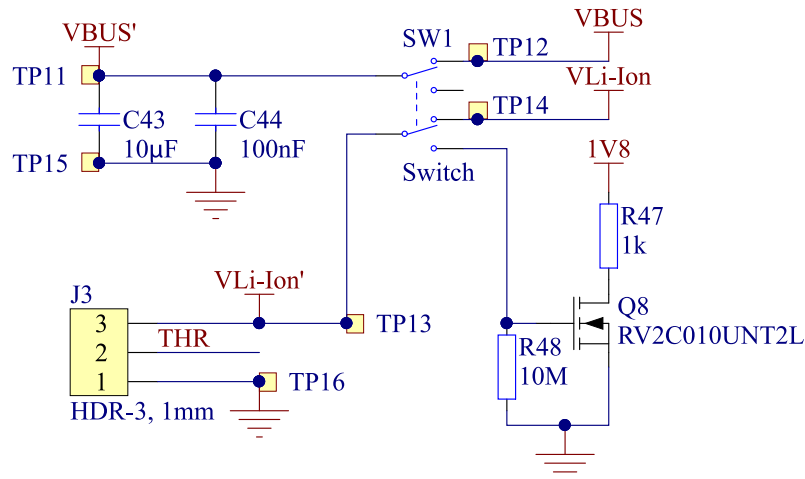 VBUS'
SW1
VBUS
TP11
TP12
VLi-Ion
C43
10µF
C44
100nF
TP14
TP15
Switch
1V8
R47
1k
VLi-Ion'
J3
3
THR
TP13
2
1
TP16
HDR-3, 1mm
Q8
RV2C010UNT2L
R48
10M